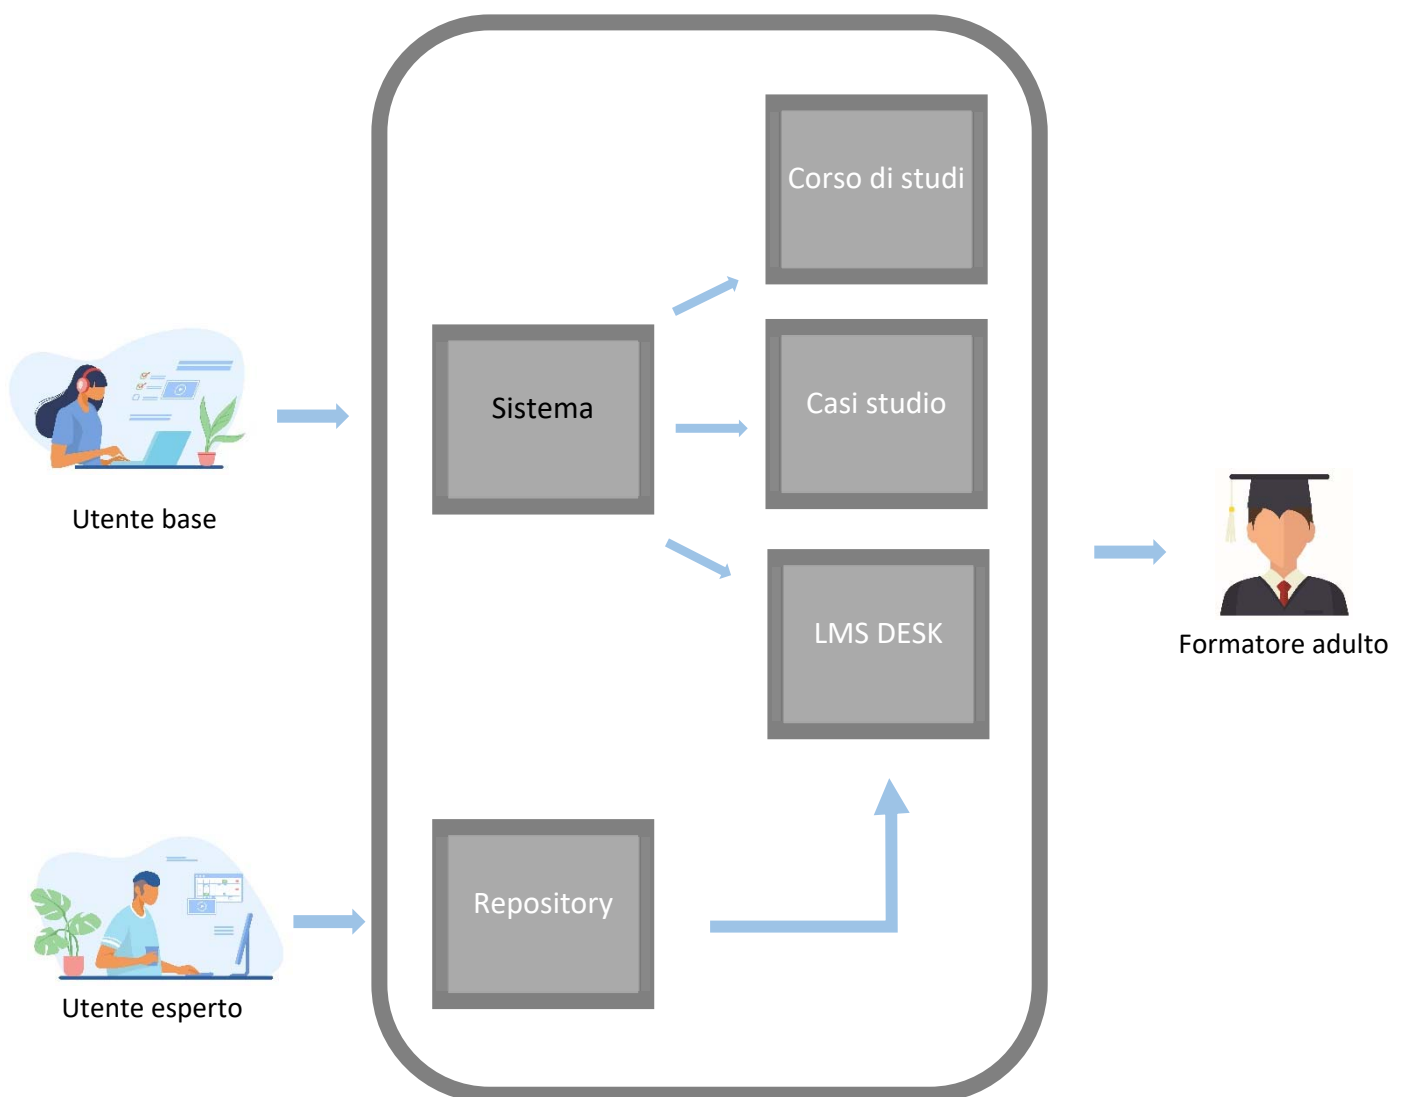 Corso di studi
Sistema
Casi studio
Utente base
LMS DESK
Formatore adulto
Repository
Utente esperto